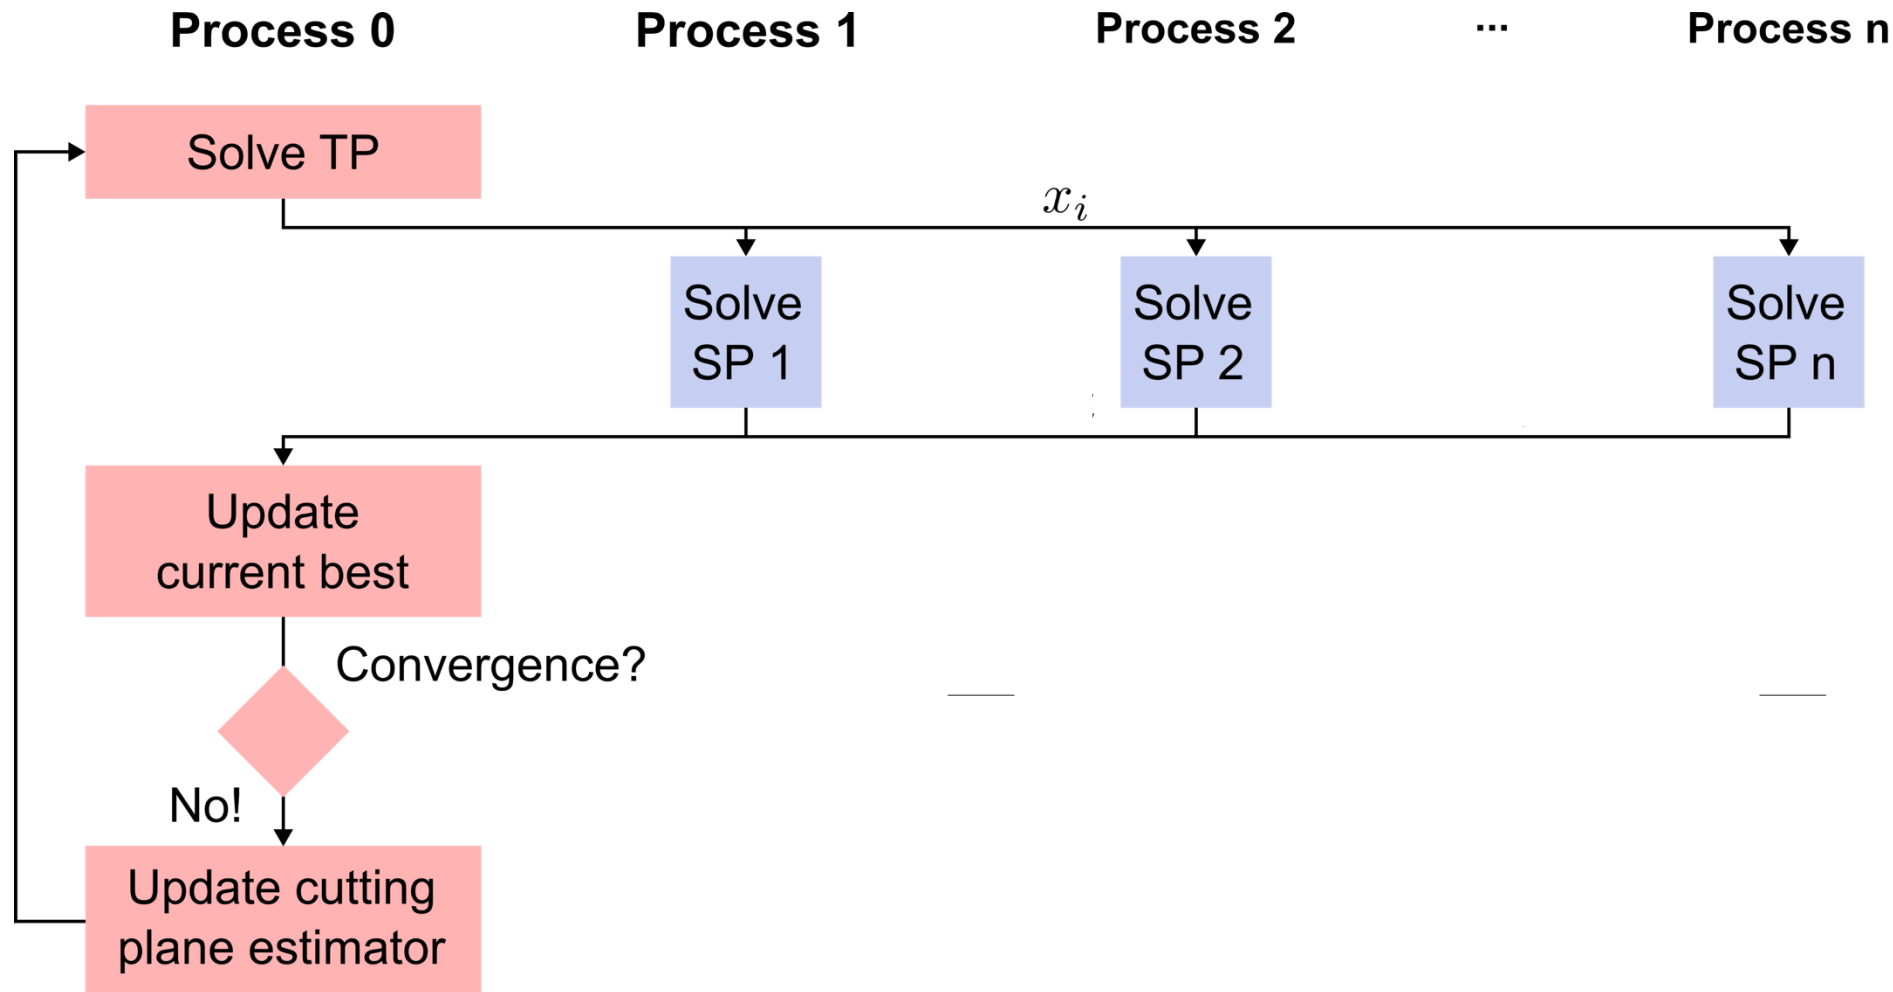 Process 0 Process 1 Process 2 ... Process n
Solve TP
x_i
Solve
SP 1
Solve
SP 2
Solve
SP n
Update
current best
Convergence?
No!
Update cutting
plane estimator